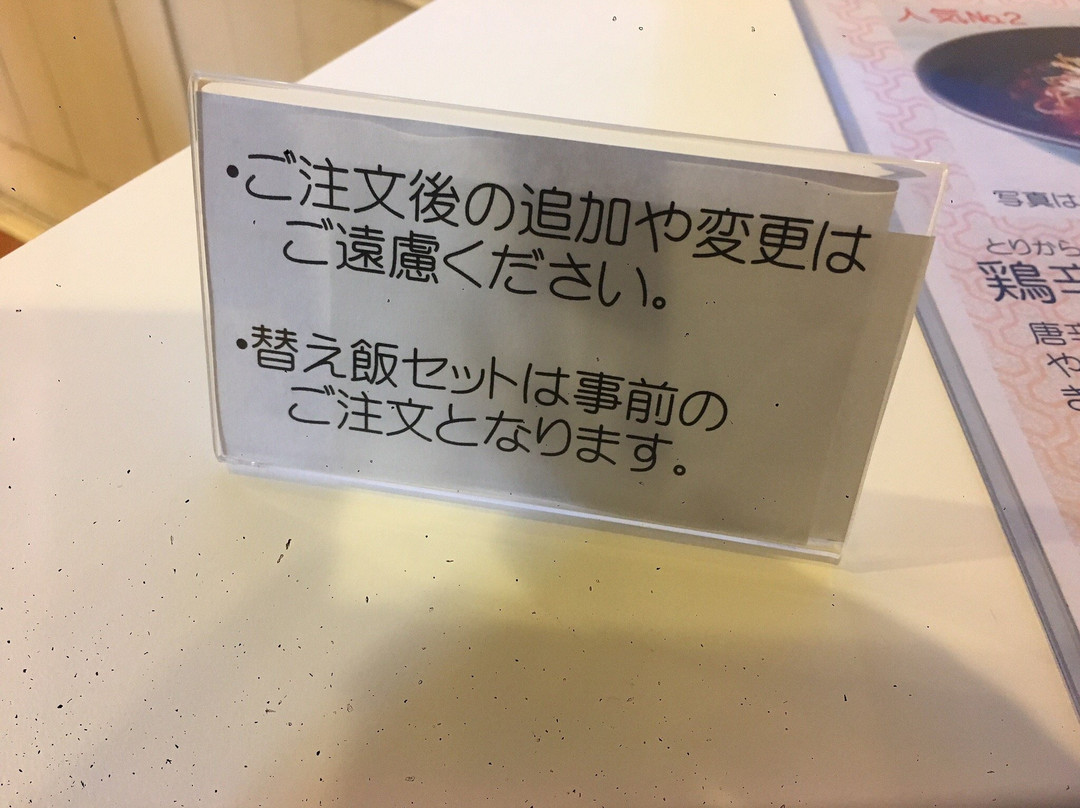 ・ご注文後の追加や変更は
ご遠慮ください。
・替え飯セットは事前の
ご注文となります。
人気No.2
写真は
とりから
鶏
唐辛
や